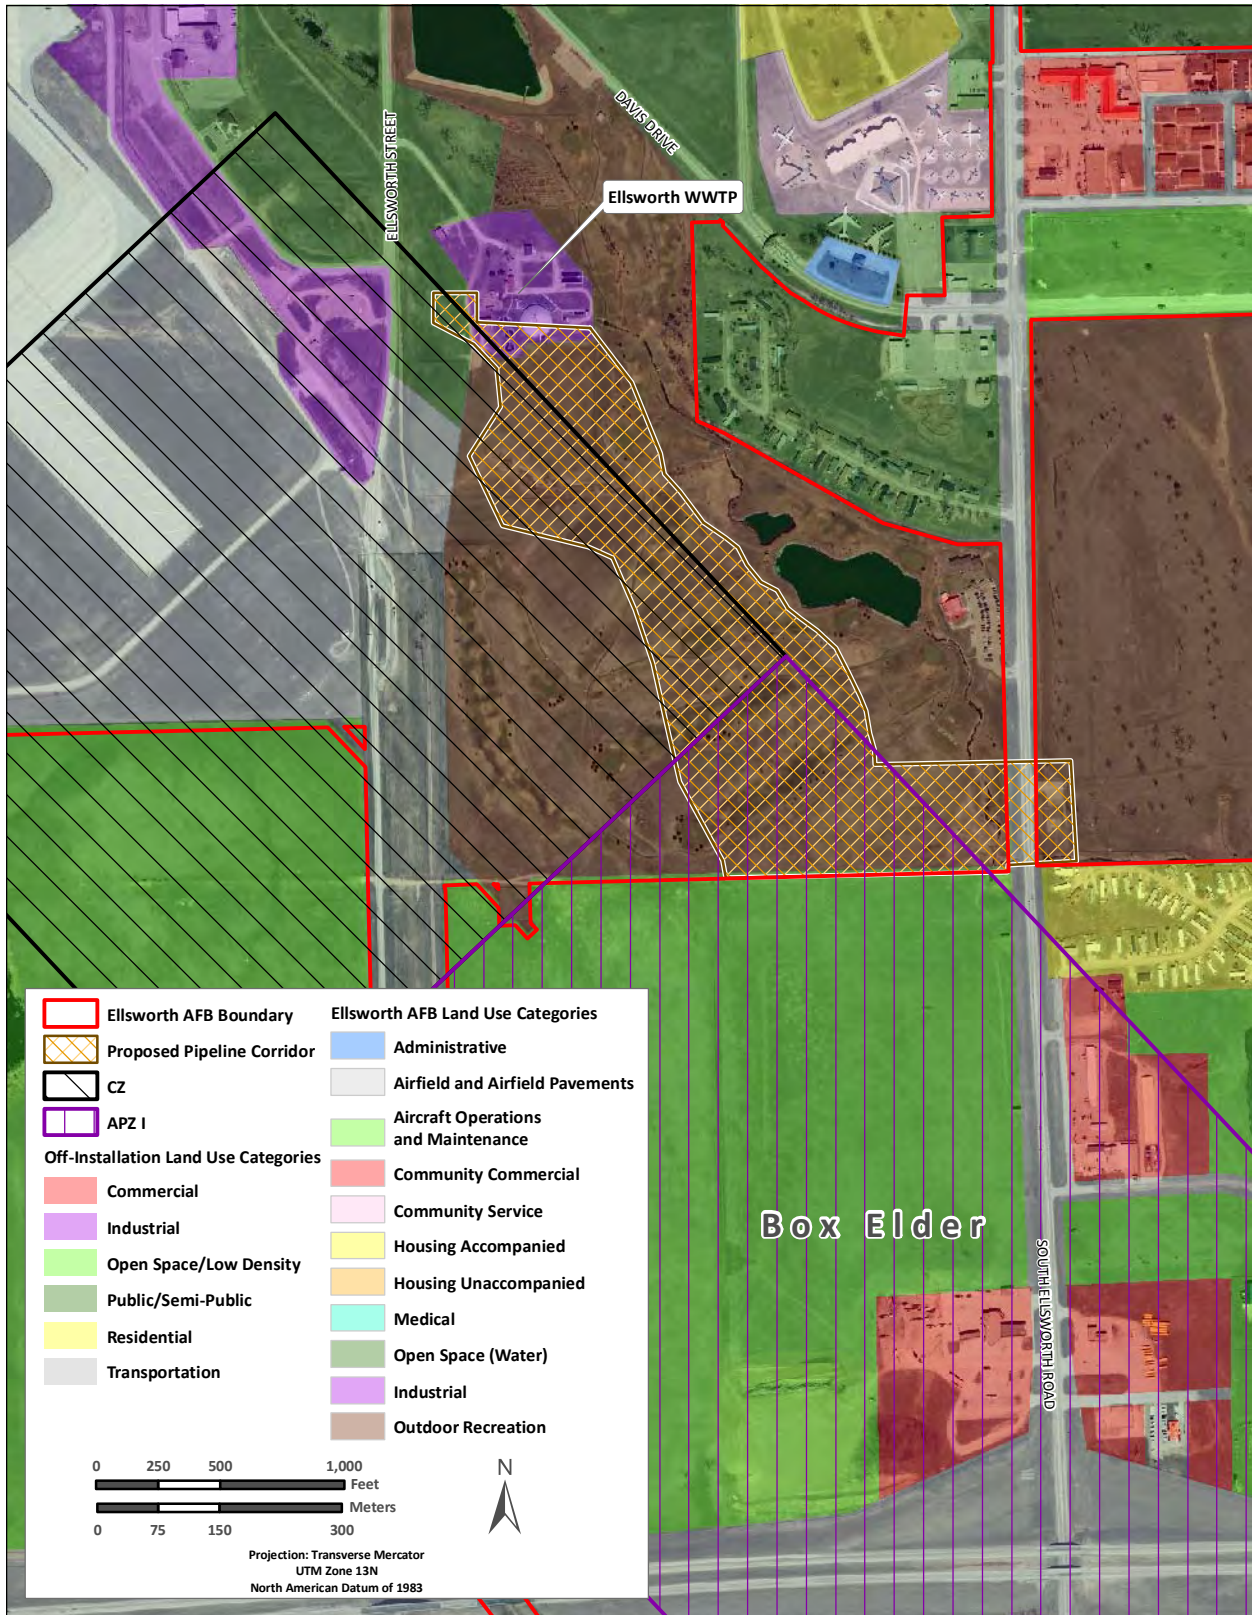 ELLSWORTH STREET
DAVIS DRIVE
Ellsworth WWTP
Box Elder
SOUTH ELLSWORTH ROAD
Ellsworth AFB Boundary
Proposed Pipeline Corridor
CZ
APZ I
Off-Installation Land Use Categories
Commercial
Industrial
Open Space/Low Density
Public/Semi-Public
Residential
Transportation
Ellsworth AFB Land Use Categories
Administrative
Airfield and Airfield Pavements
Aircraft Operations
and Maintenance
Community Commercial
Community Service
Housing Accompanied
Housing Unaccompanied
Medical
Open Space (Water)
Industrial
Outdoor Recreation
0 250 500 1,000
Feet
Meters
0 75 150 300
N
Projection: Transverse Mercator
UTM Zone 13N
North American Datum of 1983